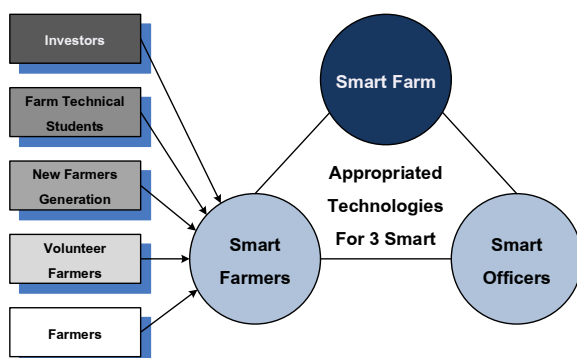 Investors
Farm Technical
Students
New Farmers
Generation
Volunteer
Farmers
Farmers
Smart Farm
Appropriated
Technologies
For 3 Smart
Smart
Farmers
Smart
Officers